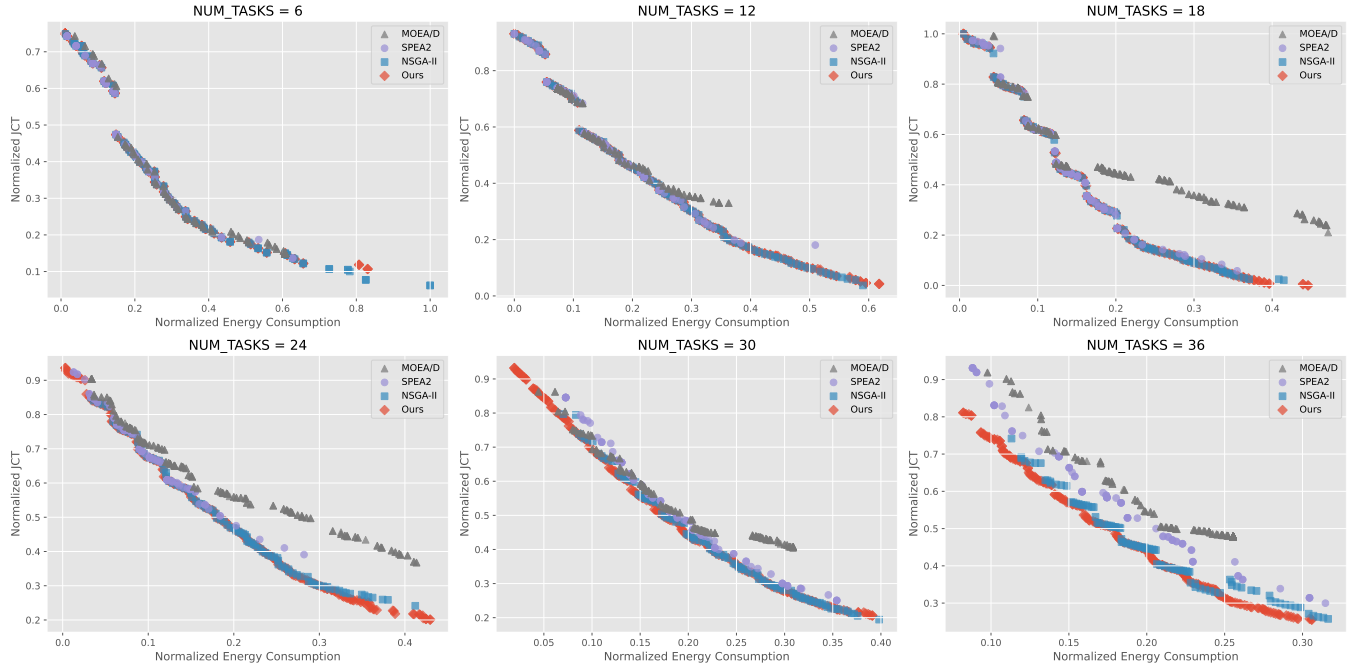 NUM_TASKS = 6
Normalized JCT
0.7
0.6
0.5
0.4
0.3
0.2
0.1
MOEA/D
SPEA2
NSGA-II
Ours
0.0 0.2 0.4 0.6 0.8 1.0
Normalized Energy Consumption
NUM_TASKS = 12
Normalized JCT
0.8
0.6
0.4
0.2
0.0
MOEA/D
SPEA2
NSGA-II
Ours
0.0 0.1 0.2 0.3 0.4 0.5 0.6
Normalized Energy Consumption
NUM_TASKS = 18
Normalized JCT
1.0
0.8
0.6
0.4
0.2
0.0
MOEA/D
SPEA2
NSGA-II
Ours
0.0 0.1 0.2 0.3 0.4
Normalized Energy Consumption
NUM_TASKS = 24
Normalized JCT
0.9
0.8
0.7
0.6
0.5
0.4
0.3
0.2
MOEA/D
SPEA2
NSGA-II
Ours
0.0 0.1 0.2 0.3 0.4
Normalized Energy Consumption
NUM_TASKS = 30
Normalized JCT
0.9
0.8
0.7
0.6
0.5
0.4
0.3
0.2
MOEA/D
SPEA2
NSGA-II
Ours
0.05 0.10 0.15 0.20 0.25 0.30 0.35 0.40
Normalized Energy Consumption
NUM_TASKS = 36
Normalized JCT
0.9
0.8
0.7
0.6
0.5
0.4
0.3
MOEA/D
SPEA2
NSGA-II
Ours
0.10 0.15 0.20 0.25 0.30
Normalized Energy Consumption